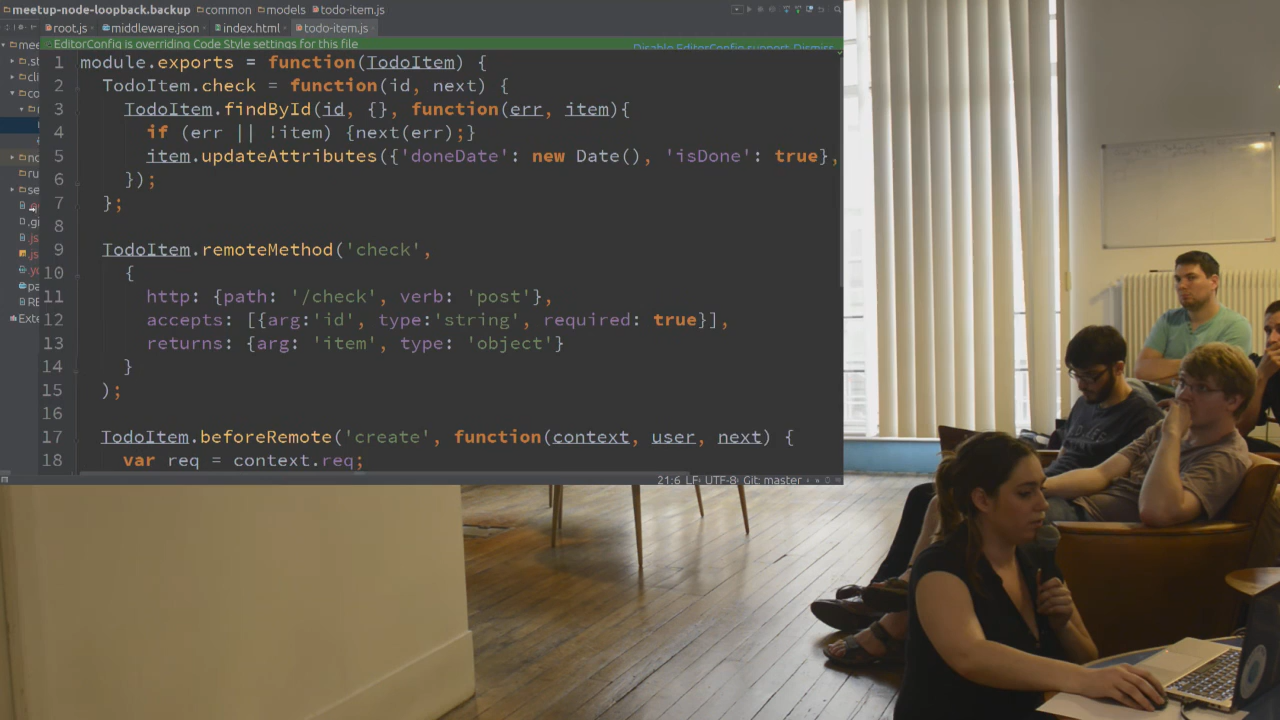 meetup-node-loopback.backup common models todo-item.js
root.js middleware.json index.html todo-item.js
EditorConfig is overriding Code Style settings for this file Disable EditorConfig support Dismiss
1 module.exports = function(TodoItem) {
2 TodoItem.check = function(id, next) {
3 TodoItem.findById(id, {}, function(err, item){
4 if (err || !item) {next(err);}
5 item.updateAttributes({'doneDate': new Date(), 'isDone': true},
6 });
7 };
8
9 TodoItem.remoteMethod('check',
10 {
11 http: {path: '/check', verb: 'post'},
12 accepts: [{arg:'id', type:'string', required: true}],
13 returns: {arg: 'item', type: 'object'}
14 }
15 );
16
17 TodoItem.beforeRemote('create', function(context, user, next) {
18 var req = context.req;
21:6 LF UTF-8 Git: master